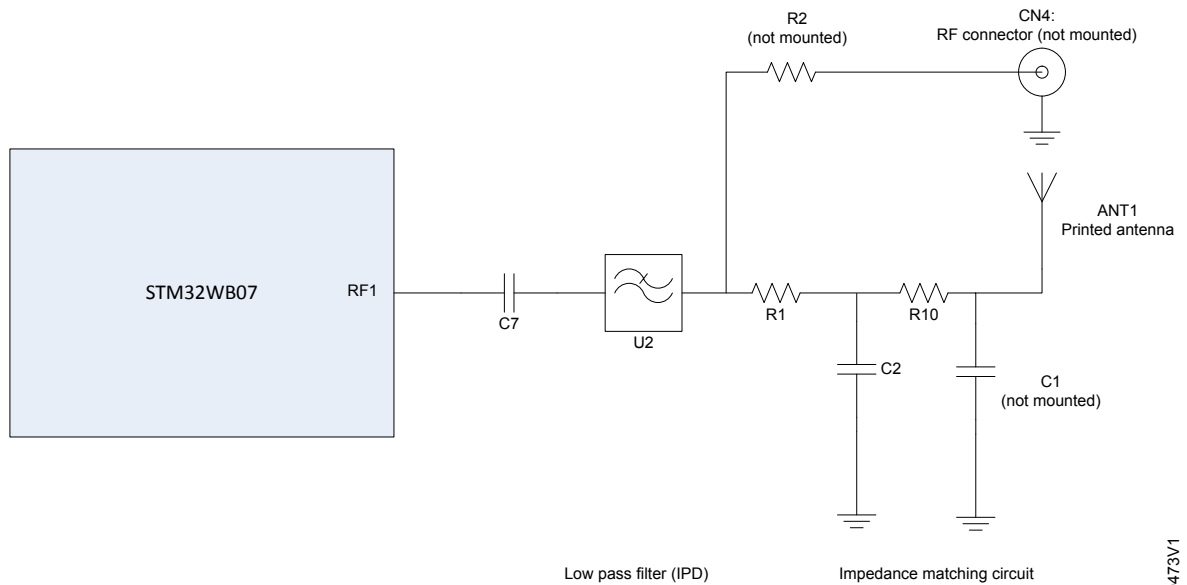 R2
(not mounted)
CN4:
RF connector (not mounted)
ANT1
Printed antenna
STM32WB07
RF1
C7
U2
R1
R10
C2
C1
(not mounted)
Low pass filter (IPD)
Impedance matching circuit
473V1